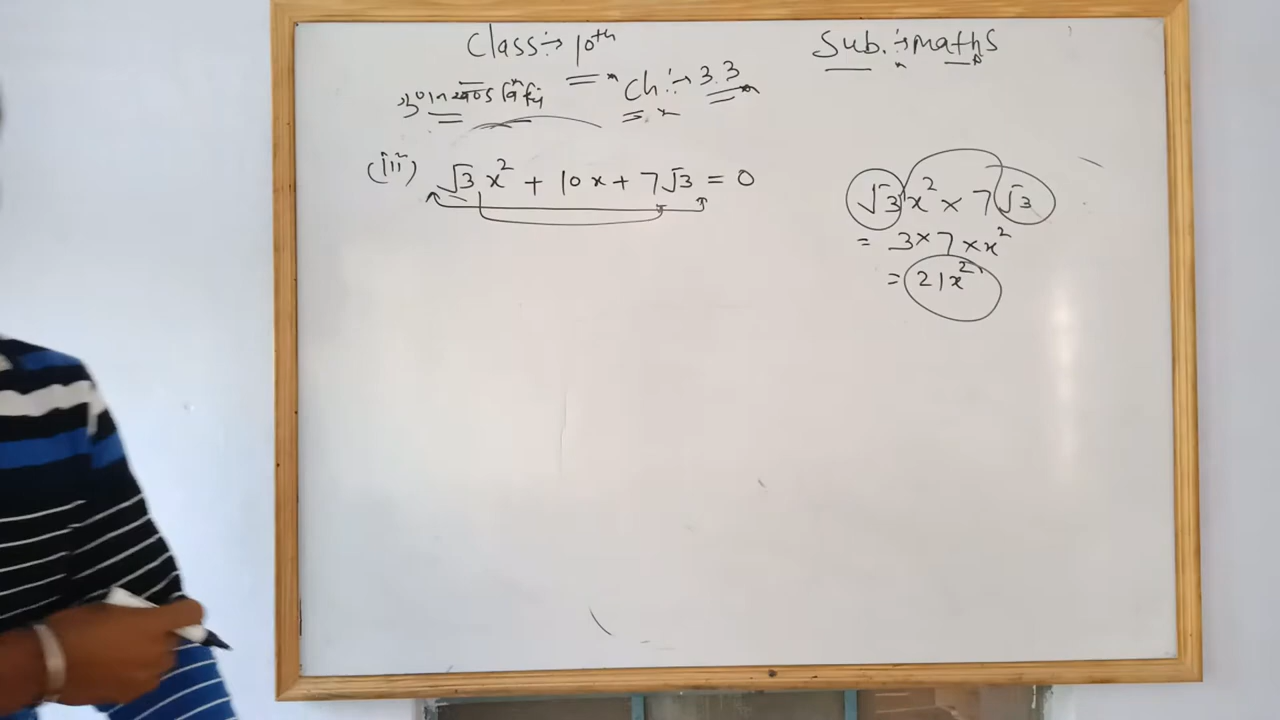 Class :→ 10th
Sub. :→ maths
Ch :→ 3.3
(iii) √3 x² + 10x + 7√3 = 0
√3 x² × 7√3
= 3×7×x²
= 21x²